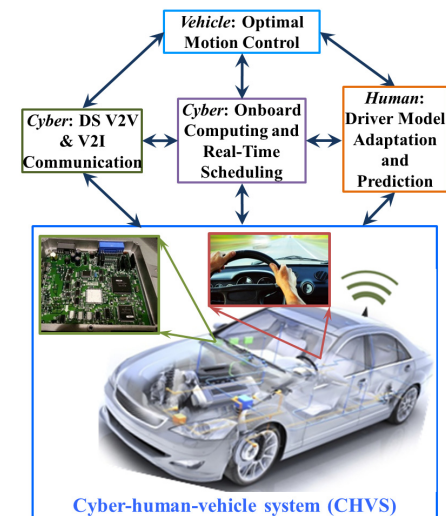 Vehicle: Optimal
Motion Control
Cyber: DS V2V
& V2I
Communication
Cyber: Onboard
Computing and
Real-Time
Scheduling
Human:
Driver Model
Adaptation
and
Prediction
Cyber-human-vehicle system (CHVS)